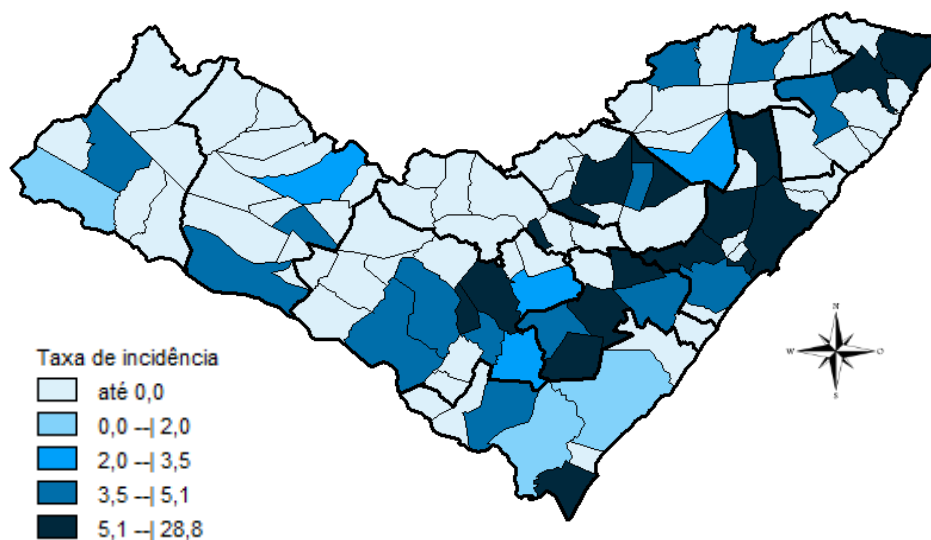 N
W
O
S
Taxa de incidência
até 0,0
0,0 --| 2,0
2,0 --| 3,5
3,5 --| 5,1
5,1 --| 28,8